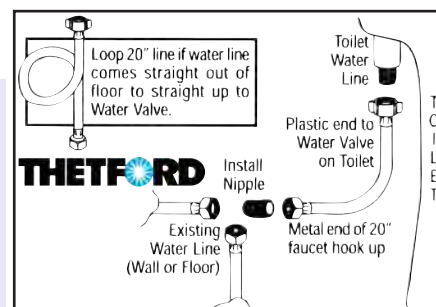 Loop 20" line if water line
comes straight out of
floor to straight up to
Water Valve.
Toilet
Water
Line
Plastic end to
Water Valve
on Toilet
THETFORD
Install
Nipple
Existing
Water Line
(Wall or Floor)
Metal end of 20"
faucet hook up